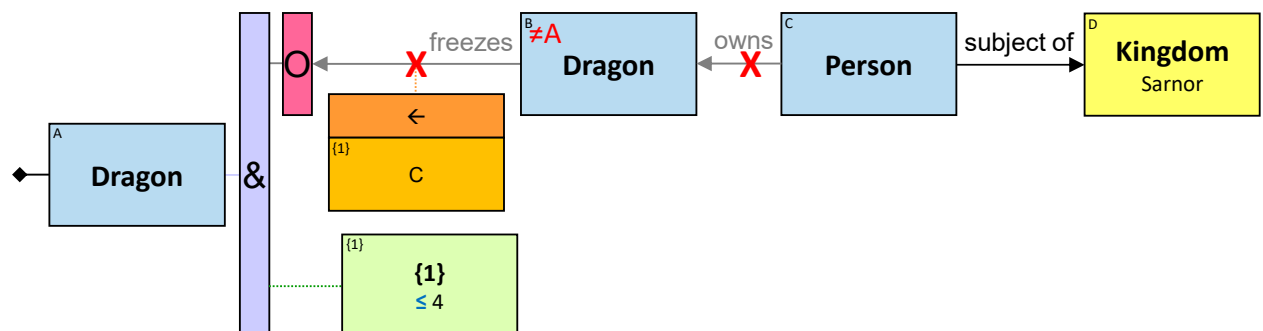 A
Dragon
&
O
X
freezes
←
{1}
C
{1}
{1}
≤ 4
B
≠A
Dragon
owns
X
C
Person
subject of
D
Kingdom
Sarnor